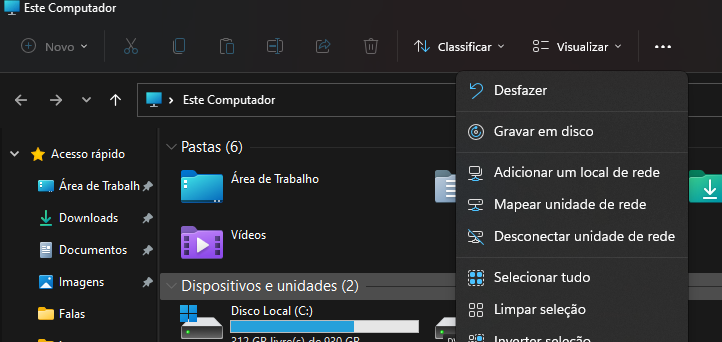 Este Computador
Novo
Classificar
Visualizar
Este Computador
Desfazer
Gravar em disco
Adicionar um local de rede
Mapear unidade de rede
Desconectar unidade de rede
Selecionar tudo
Limpar seleção
Inverter seleção
Acesso rápido
Área de Trabalh
Downloads
Documentos
Imagens
Falas
Pastas (6)
Área de Trabalho
Vídeos
Dispositivos e unidades (2)
Disco Local (C:)
312 GB livre(s) de 930 GB